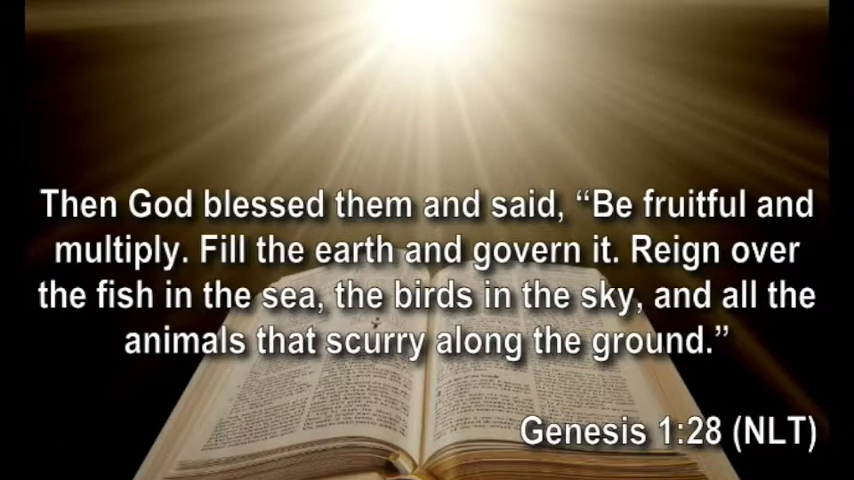 Then God blessed them and said, “Be fruitful and
multiply. Fill the earth and govern it. Reign over
the fish in the sea, the birds in the sky, and all the
animals that scurry along the ground.”
Genesis 1:28 (NLT)